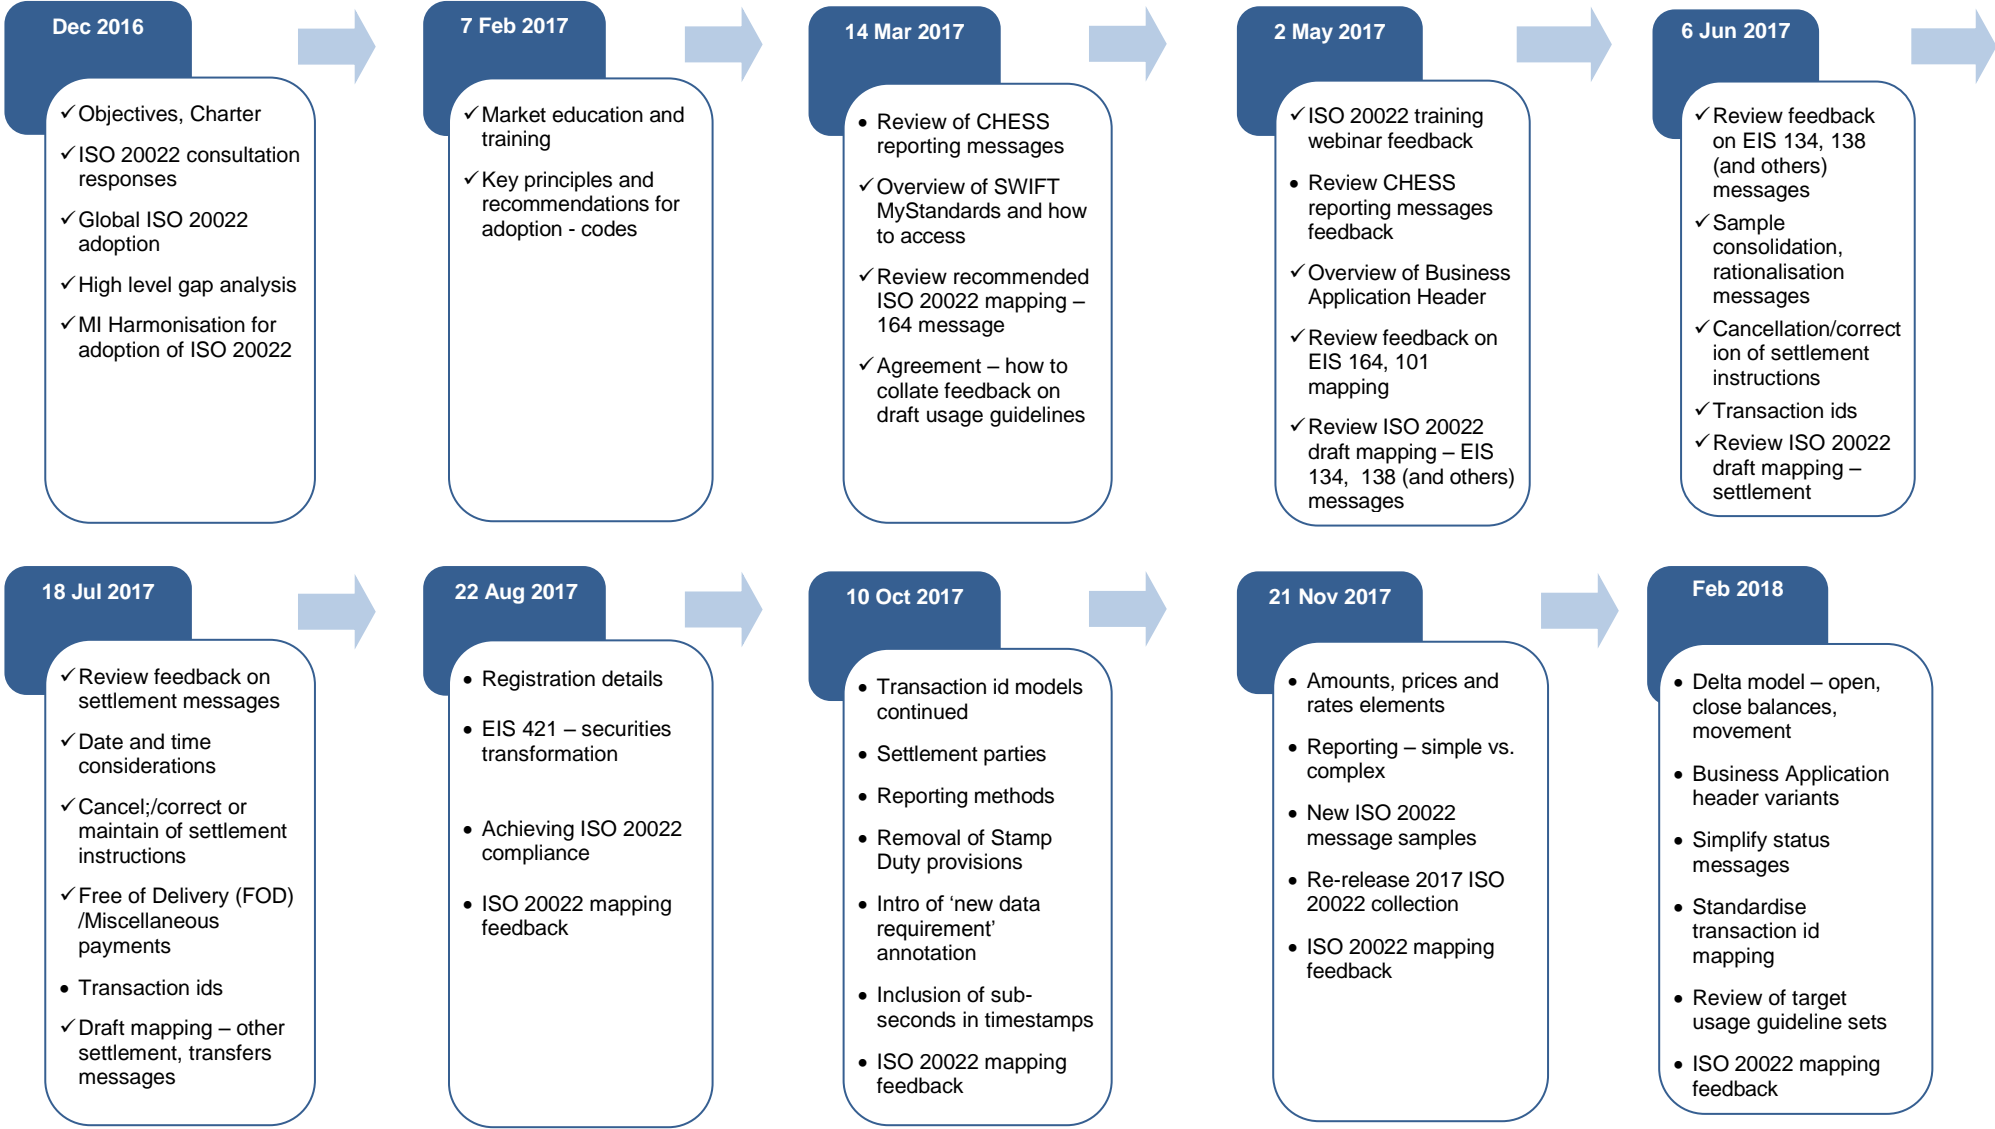 Dec 2016
✓Objectives, Charter
✓ISO 20022 consultation
responses
✓Global ISO 20022
adoption
✓High level gap analysis
✓MI Harmonisation for
adoption of ISO 20022
7 Feb 2017
✓Market education and
training
✓Key principles and
recommendations for
adoption - codes
14 Mar 2017
• Review of CHESS
reporting messages
✓Overview of SWIFT
MyStandards and how
to access
✓Review recommended
ISO 20022 mapping –
164 message
✓Agreement – how to
collate feedback on
draft usage guidelines
2 May 2017
✓ISO 20022 training
webinar feedback
• Review CHESS
reporting messages
feedback
✓Overview of Business
Application Header
✓Review feedback on
EIS 164, 101
mapping
✓Review ISO 20022
draft mapping – EIS
134,  138 (and others)
messages
6 Jun 2017
✓Review feedback
on EIS 134, 138
(and others)
messages
✓Sample
consolidation,
rationalisation
messages
✓Cancellation/correct
ion of settlement
instructions
✓Transaction ids
✓Review ISO 20022
draft mapping –
settlement
18 Jul 2017
✓Review feedback on
settlement messages
✓Date and time
considerations
✓Cancel;/correct or
maintain of settlement
instructions
✓Free of Delivery (FOD)
/Miscellaneous
payments
• Transaction ids
✓Draft mapping – other
settlement, transfers
messages
22 Aug 2017
• Registration details
• EIS 421 – securities
transformation
• Achieving ISO 20022
compliance
• ISO 20022 mapping
feedback
10 Oct 2017
• Transaction id models
continued
• Settlement parties
• Reporting methods
• Removal of Stamp
Duty provisions
• Intro of ‘new data
requirement’
annotation
• Inclusion of sub-
seconds in timestamps
• ISO 20022 mapping
feedback
21 Nov 2017
• Amounts, prices and
rates elements
• Reporting – simple vs.
complex
• New ISO 20022
message samples
• Re-release 2017 ISO
20022 collection
• ISO 20022 mapping
feedback
Feb 2018
• Delta model – open,
close balances,
movement
• Business Application
header variants
• Simplify status
messages
• Standardise
transaction id
mapping
• Review of target
usage guideline sets
• ISO 20022 mapping
feedback